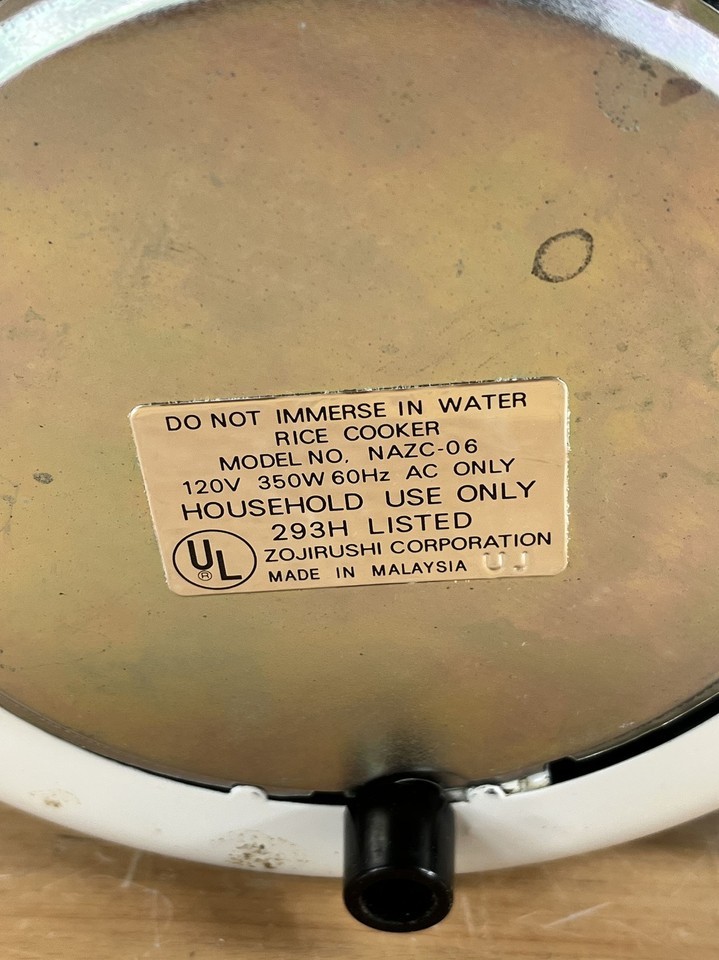 DO NOT IMMERSE IN WATER
RICE COOKER
MODEL NO. NAZC-06
120V 350W 60Hz AC ONLY
HOUSEHOLD USE ONLY
293H LISTED
UL® ZOJIRUSHI CORPORATION
MADE IN MALAYSIA UJ